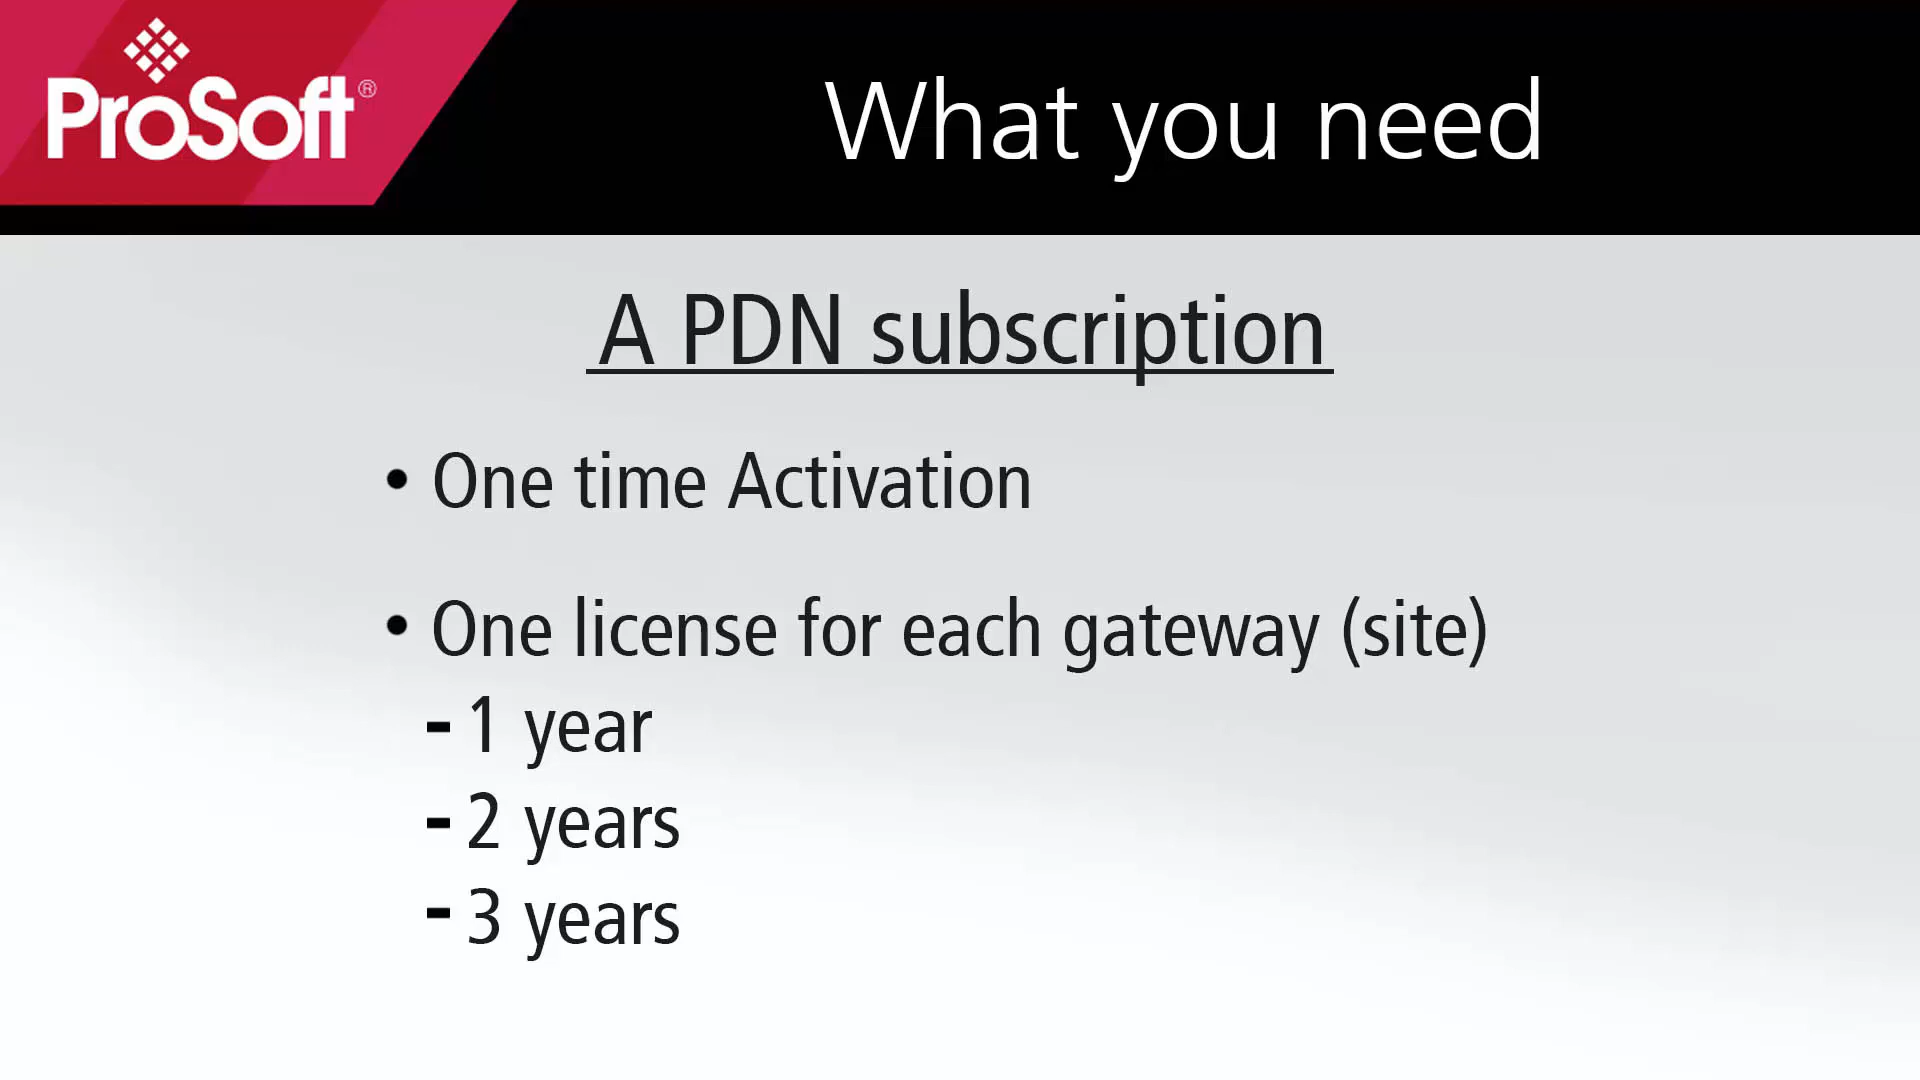 ProSoft®
What you need
A PDN subscription
• One time Activation
• One license for each gateway (site)
- 1 year
- 2 years
- 3 years